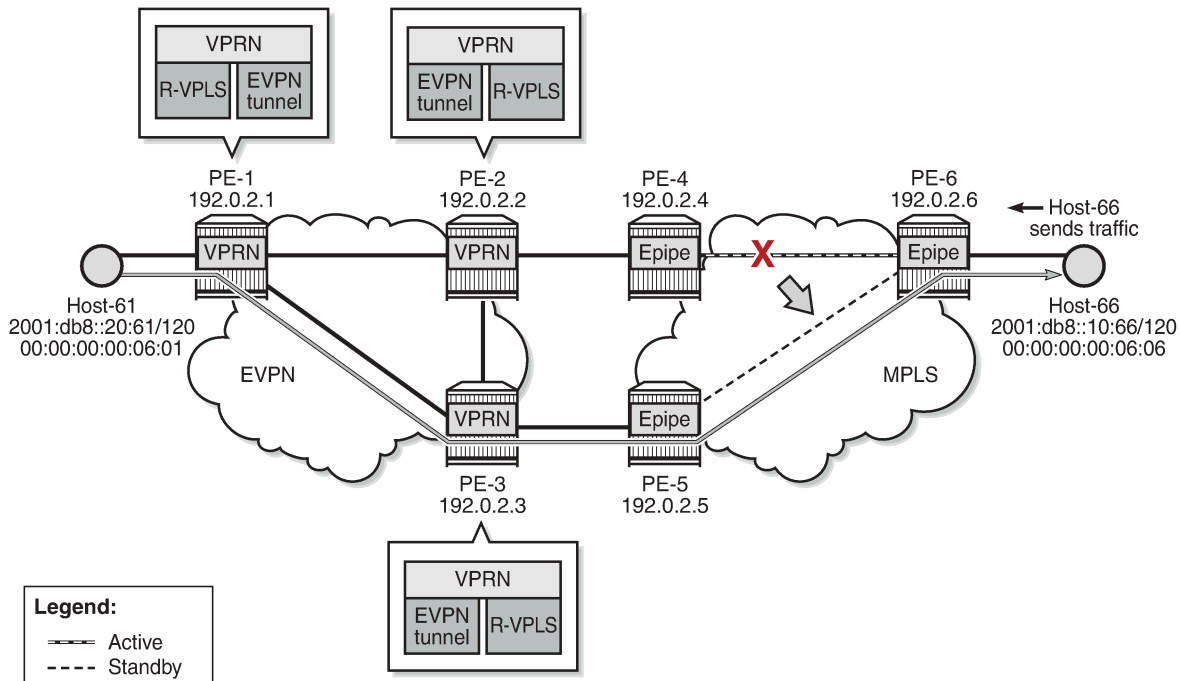 VPRN
R-VPLS
EVPN
tunnel
VPRN
EVPN
tunnel
R-VPLS
PE-1
192.0.2.1
PE-2
192.0.2.2
PE-4
192.0.2.4
PE-6
192.0.2.6
Host-66
sends traffic
VPRN
VPRN
Epipe
X
Epipe
Host-61
2001:db8::20:61/120
00:00:00:00:06:01
Host-66
2001:db8::10:66/120
00:00:00:00:06:06
EVPN
MPLS
VPRN
Epipe
PE-3
192.0.2.3
PE-5
192.0.2.5
VPRN
EVPN
tunnel
R-VPLS
Legend:
Active
Standby